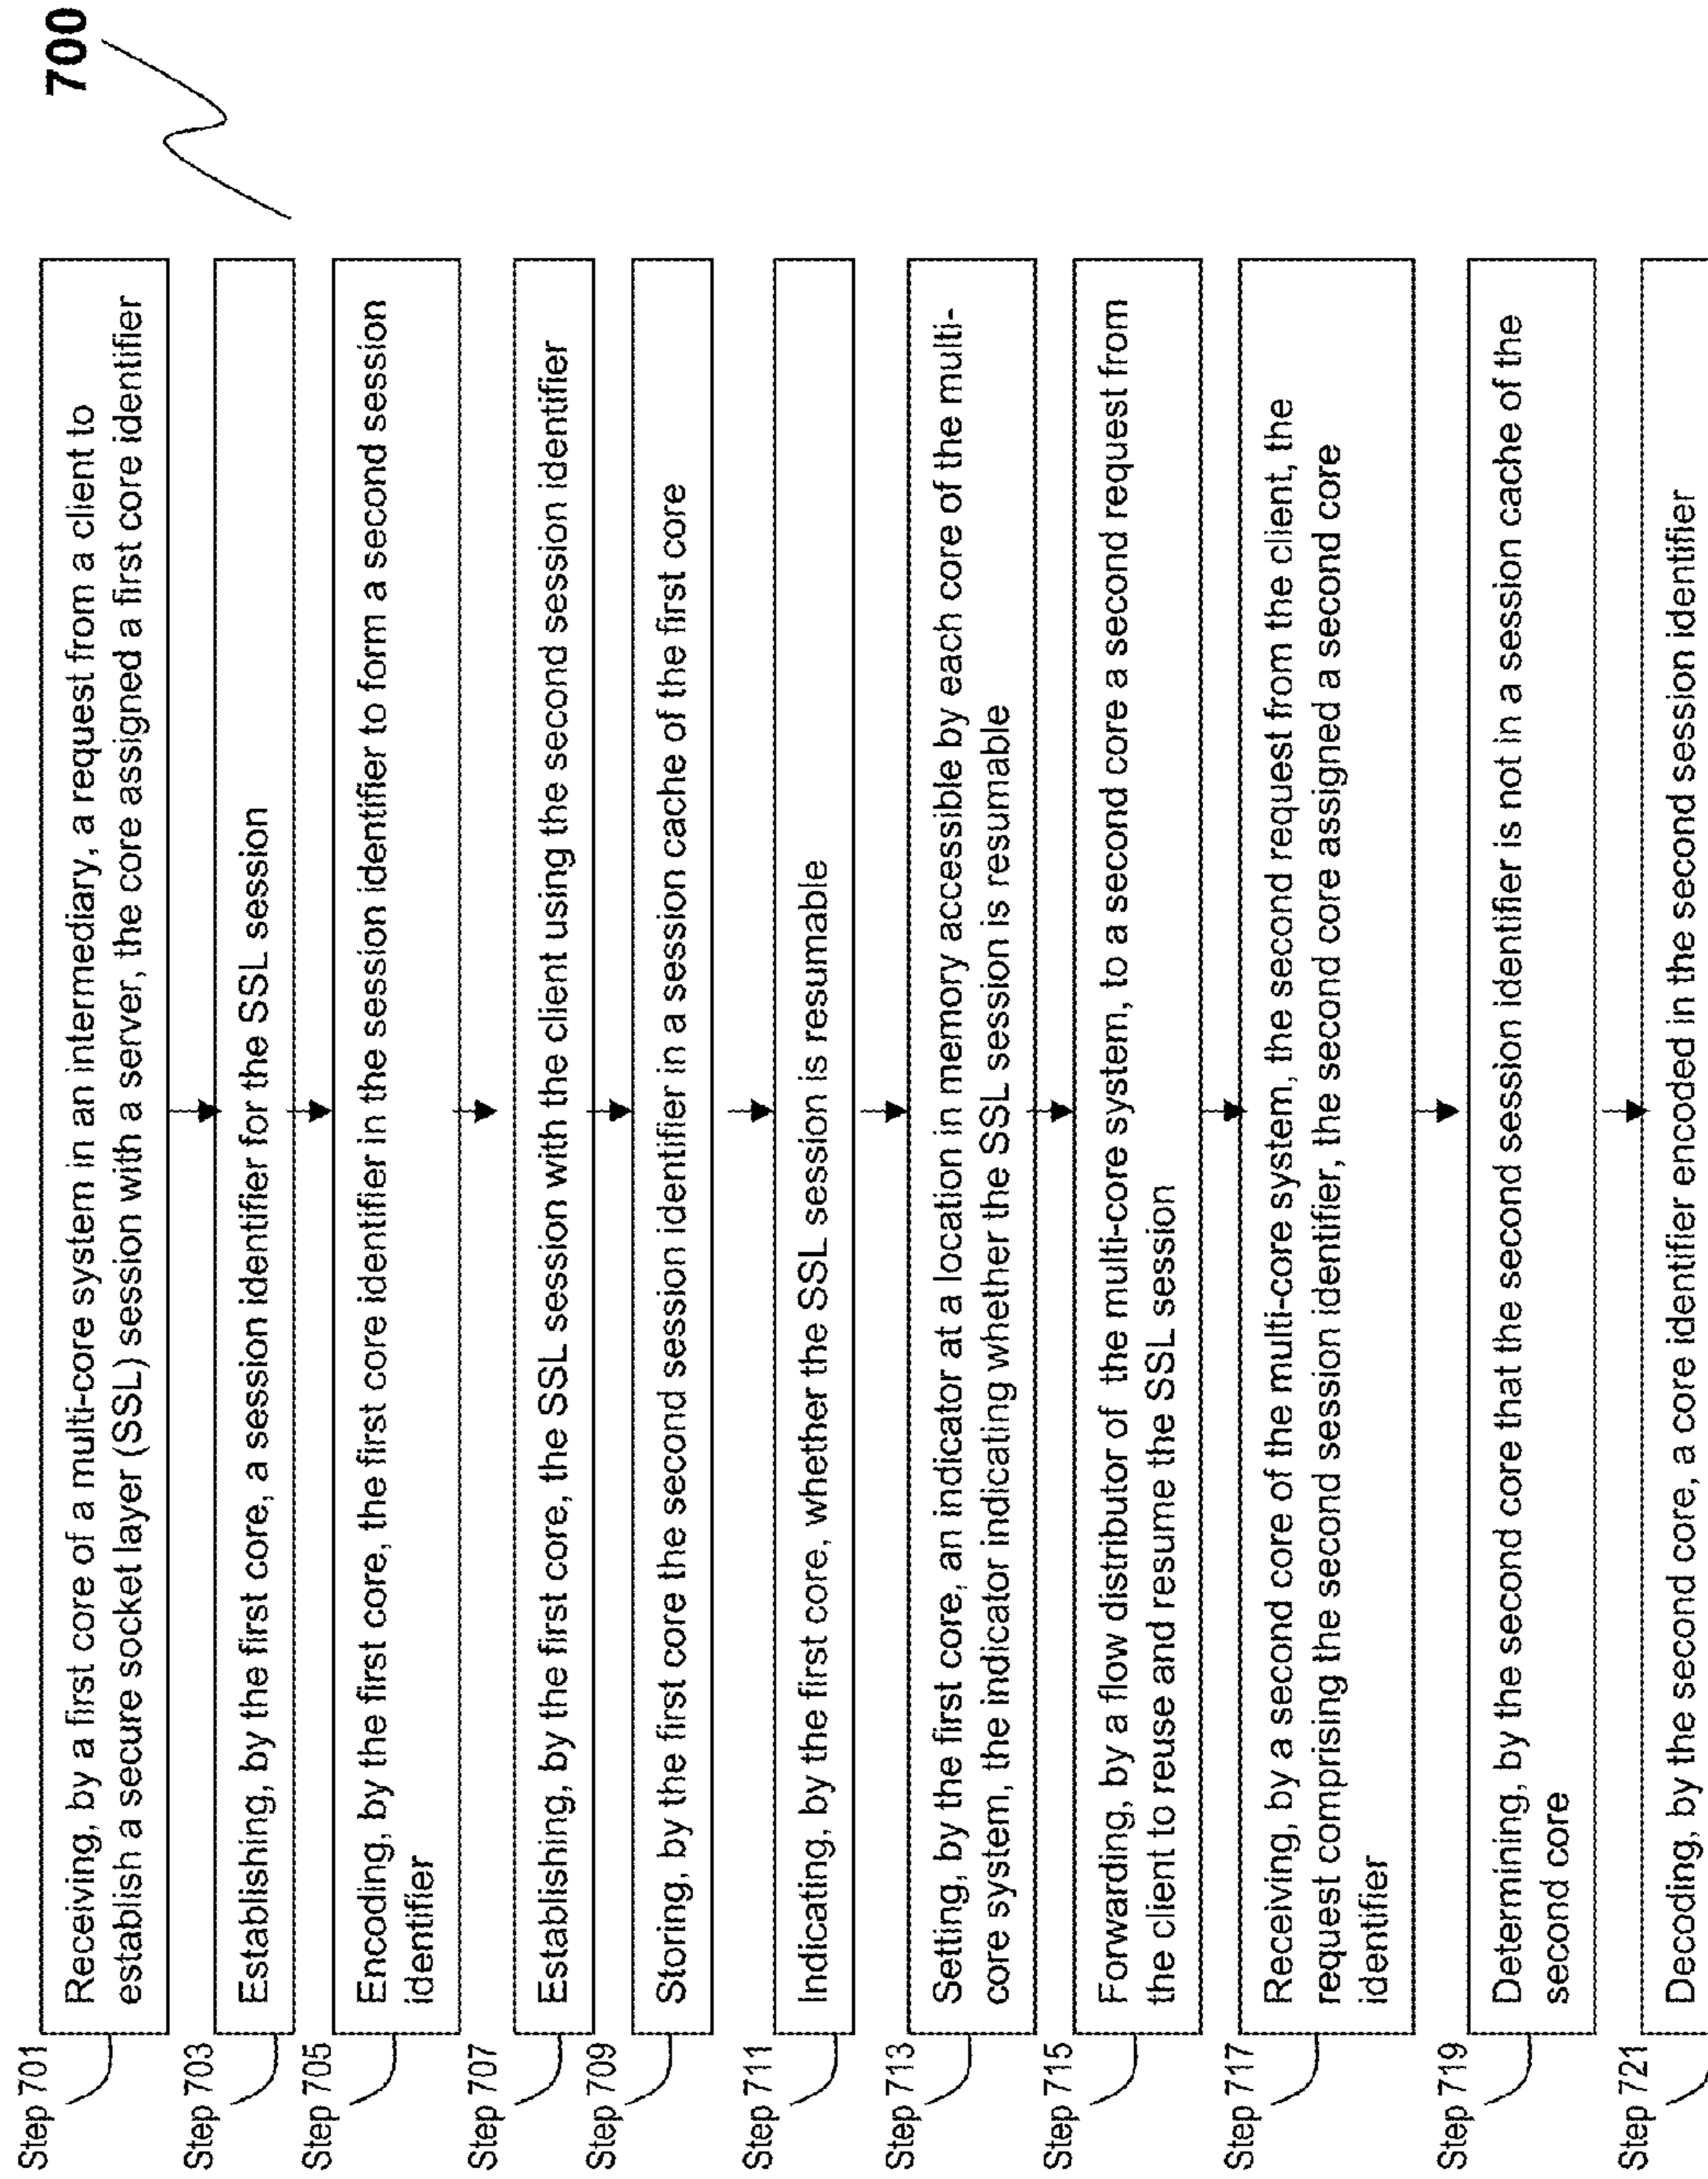 700
Step 701
Receiving, by a first core of a multi-core system in an intermediary, a request from a client to
establish a secure socket layer (SSL) session with a server, the core assigned a first core identifier
Step 703
Establishing, by the first core, a session identifier for the SSL session
Step 705
Encoding, by the first core, the first core identifier in the session identifier to form a second session
identifier
Step 707
Establishing, by the first core, the SSL session with the client using the second session identifier
Step 709
Storing, by the first core the second session identifier in a session cache of the first core
Step 711
Indicating, by the first core, whether the SSL session is resumable
Step 713
Setting, by the first core, an indicator at a location in memory accessible by each core of the multi-
core system, the indicator indicating whether the SSL session is resumable
Step 715
Forwarding, by a flow distributor of the multi-core system, to a second core a second request from
the client to reuse and resume the SSL session
Step 717
Receiving, by a second core of the multi-core system, the second request from the client, the
request comprising the second session identifier, the second core assigned a second core
identifier
Step 719
Determining, by the second core that the second session identifier is not in a session cache of the
second core
Step 721
Decoding, by the second core, a core identifier encoded in the second session identifier